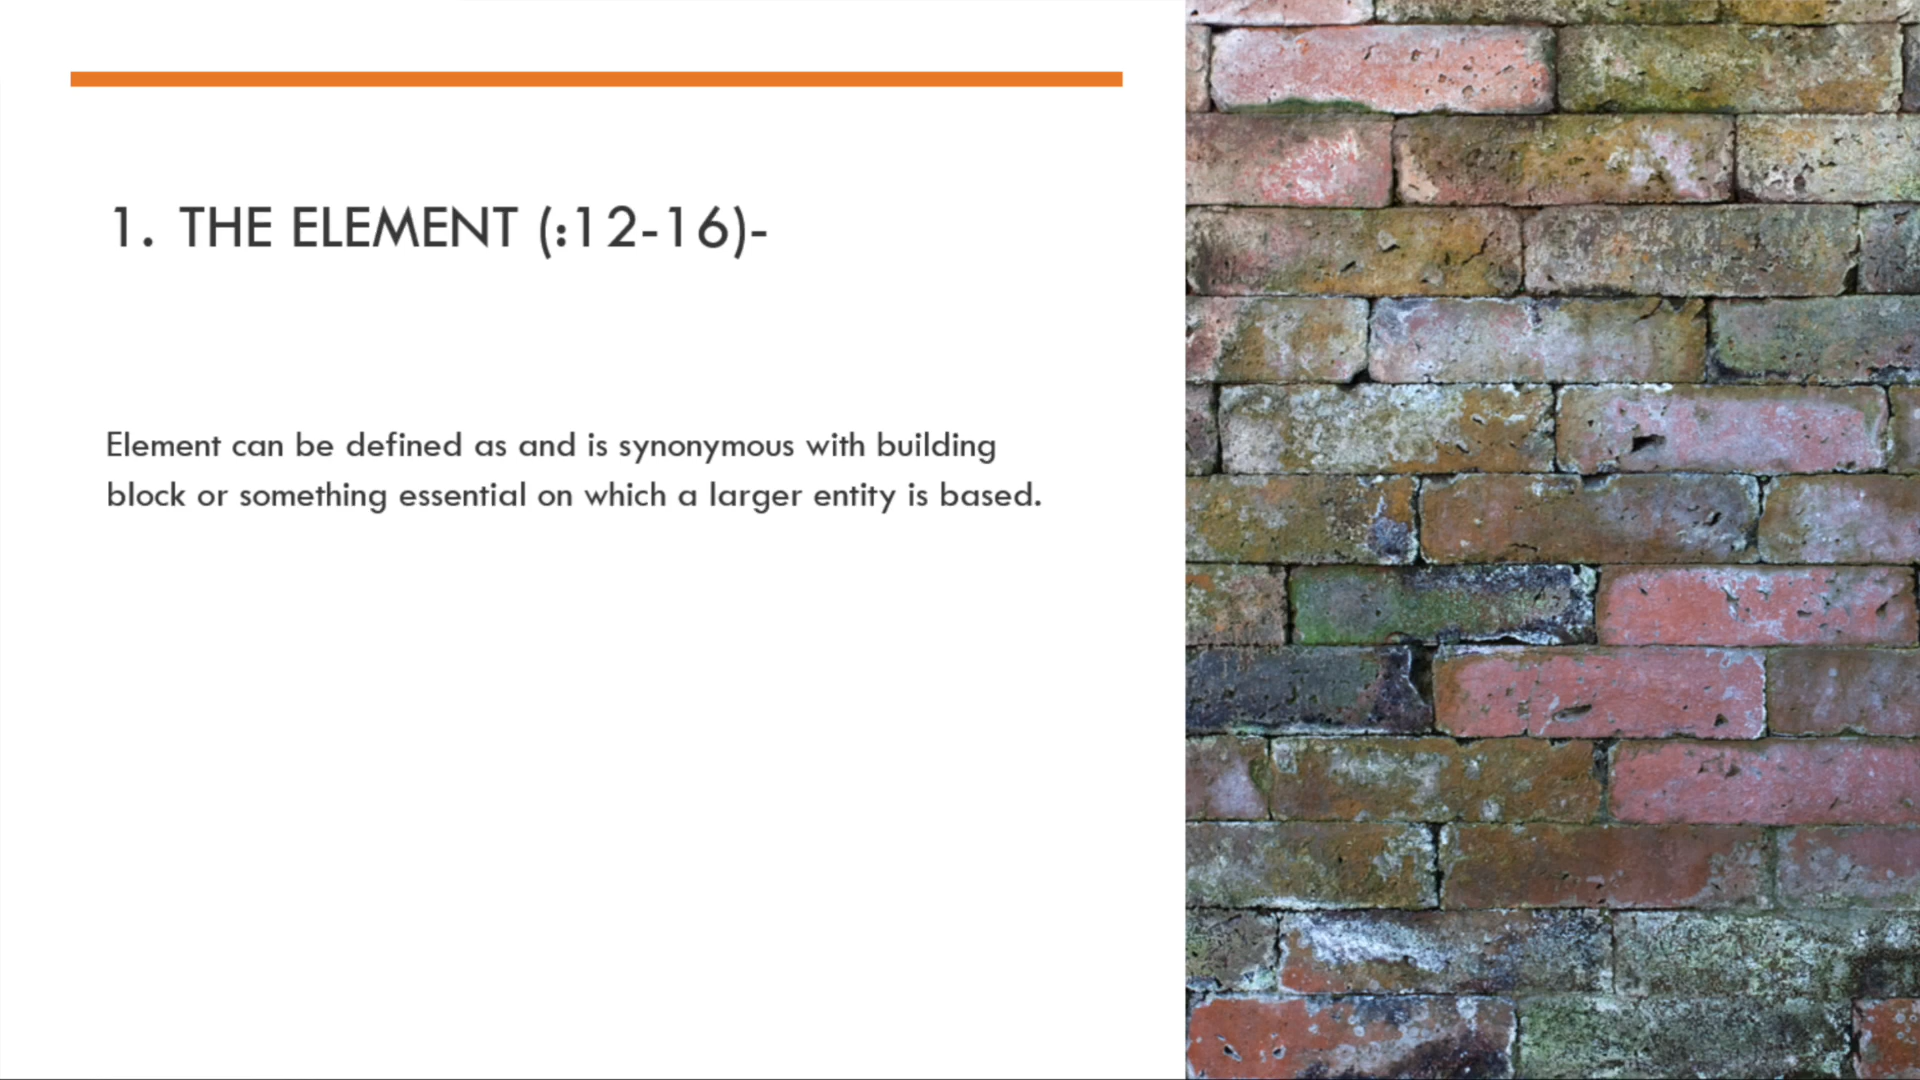 1. THE ELEMENT (:12-16)-
Element can be defined as and is synonymous with building
block or something essential on which a larger entity is based.